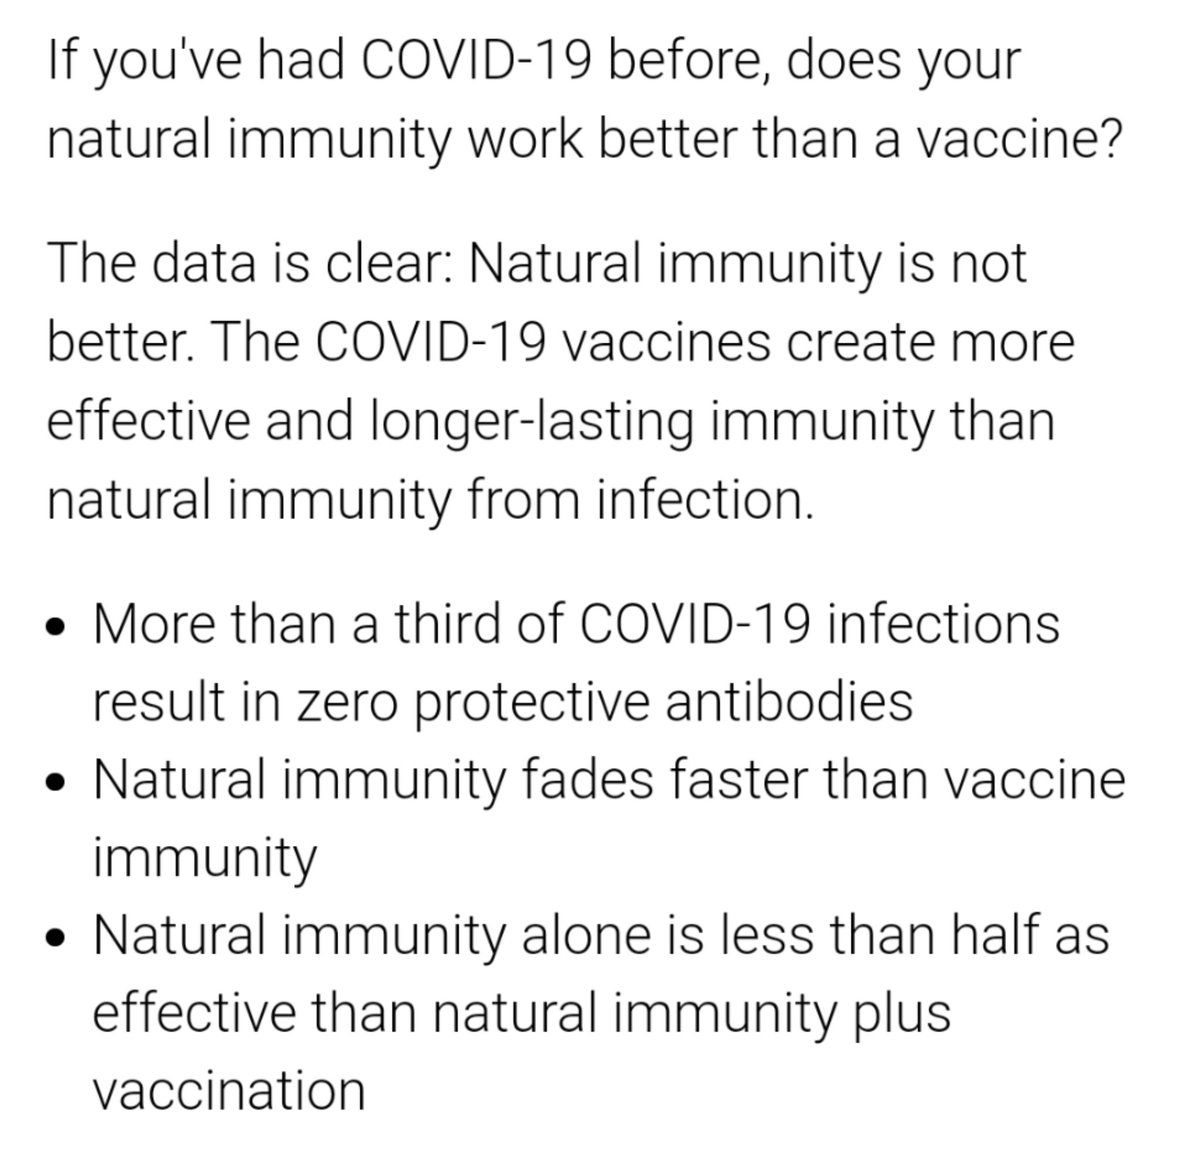 If you've had COVID-19 before, does your
natural immunity work better than a vaccine?
The data is clear: Natural immunity is not
better. The COVID-19 vaccines create more
effective and longer-lasting immunity than
natural immunity from infection.
• More than a third of COVID-19 infections
result in zero protective antibodies
• Natural immunity fades faster than vaccine
immunity
• Natural immunity alone is less than half as
effective than natural immunity plus
vaccination